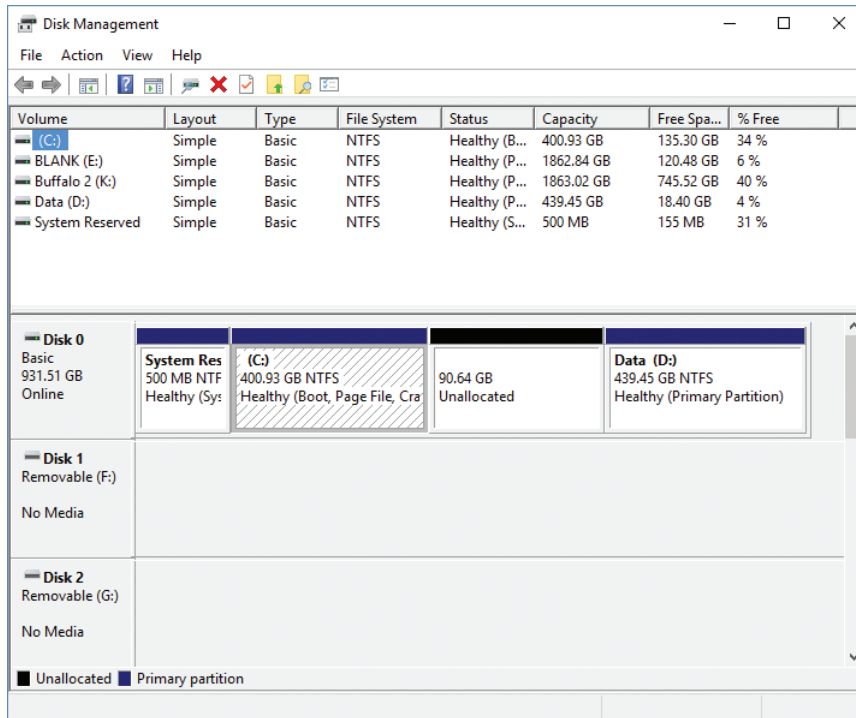 Disk Management
File Action View Help
Volume Layout Type File System Status Capacity Free Spa... % Free
(C:) Simple Basic NTFS Healthy (B... 400.93 GB 135.30 GB 34 %
BLANK (E:) Simple Basic NTFS Healthy (P... 1862.84 GB 120.48 GB 6 %
Buffalo 2 (K:) Simple Basic NTFS Healthy (P... 1863.02 GB 745.52 GB 40 %
Data (D:) Simple Basic NTFS Healthy (P... 439.45 GB 18.40 GB 4 %
System Reserved Simple Basic NTFS Healthy (S... 500 MB 155 MB 31 %
Disk 0
Basic
931.51 GB
Online
System Res
500 MB NTF
Healthy (Sys
(C:)
400.93 GB NTFS
Healthy (Boot, Page File, Cra
90.64 GB
Unallocated
Data (D:)
439.45 GB NTFS
Healthy (Primary Partition)
Disk 1
Removable (F:)
No Media
Disk 2
Removable (G:)
No Media
Unallocated Primary partition